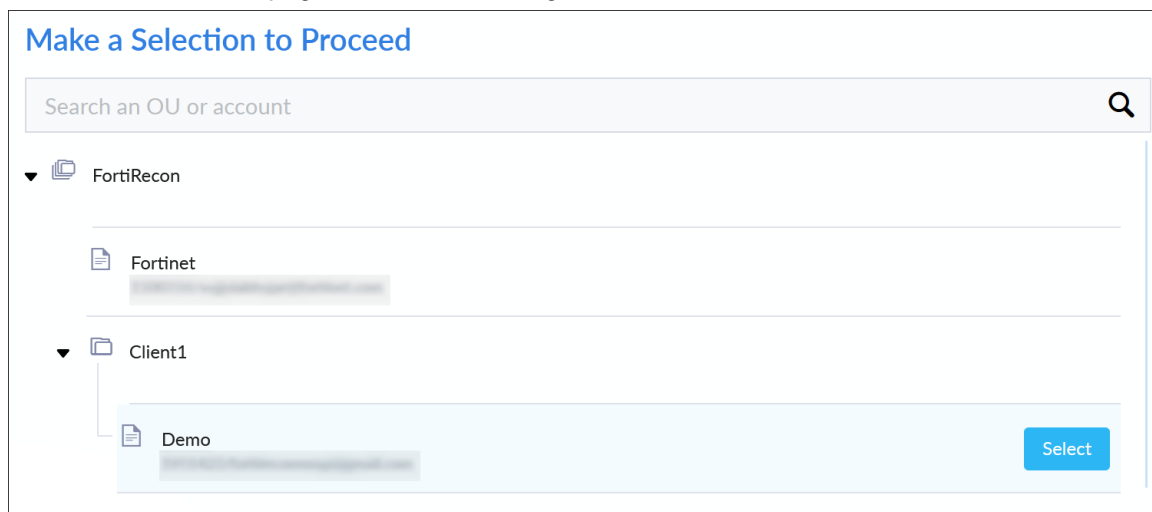 Make a Selection to Proceed
Search an OU or account
FortiRecon
Fortinet
Client1
Demo
Select